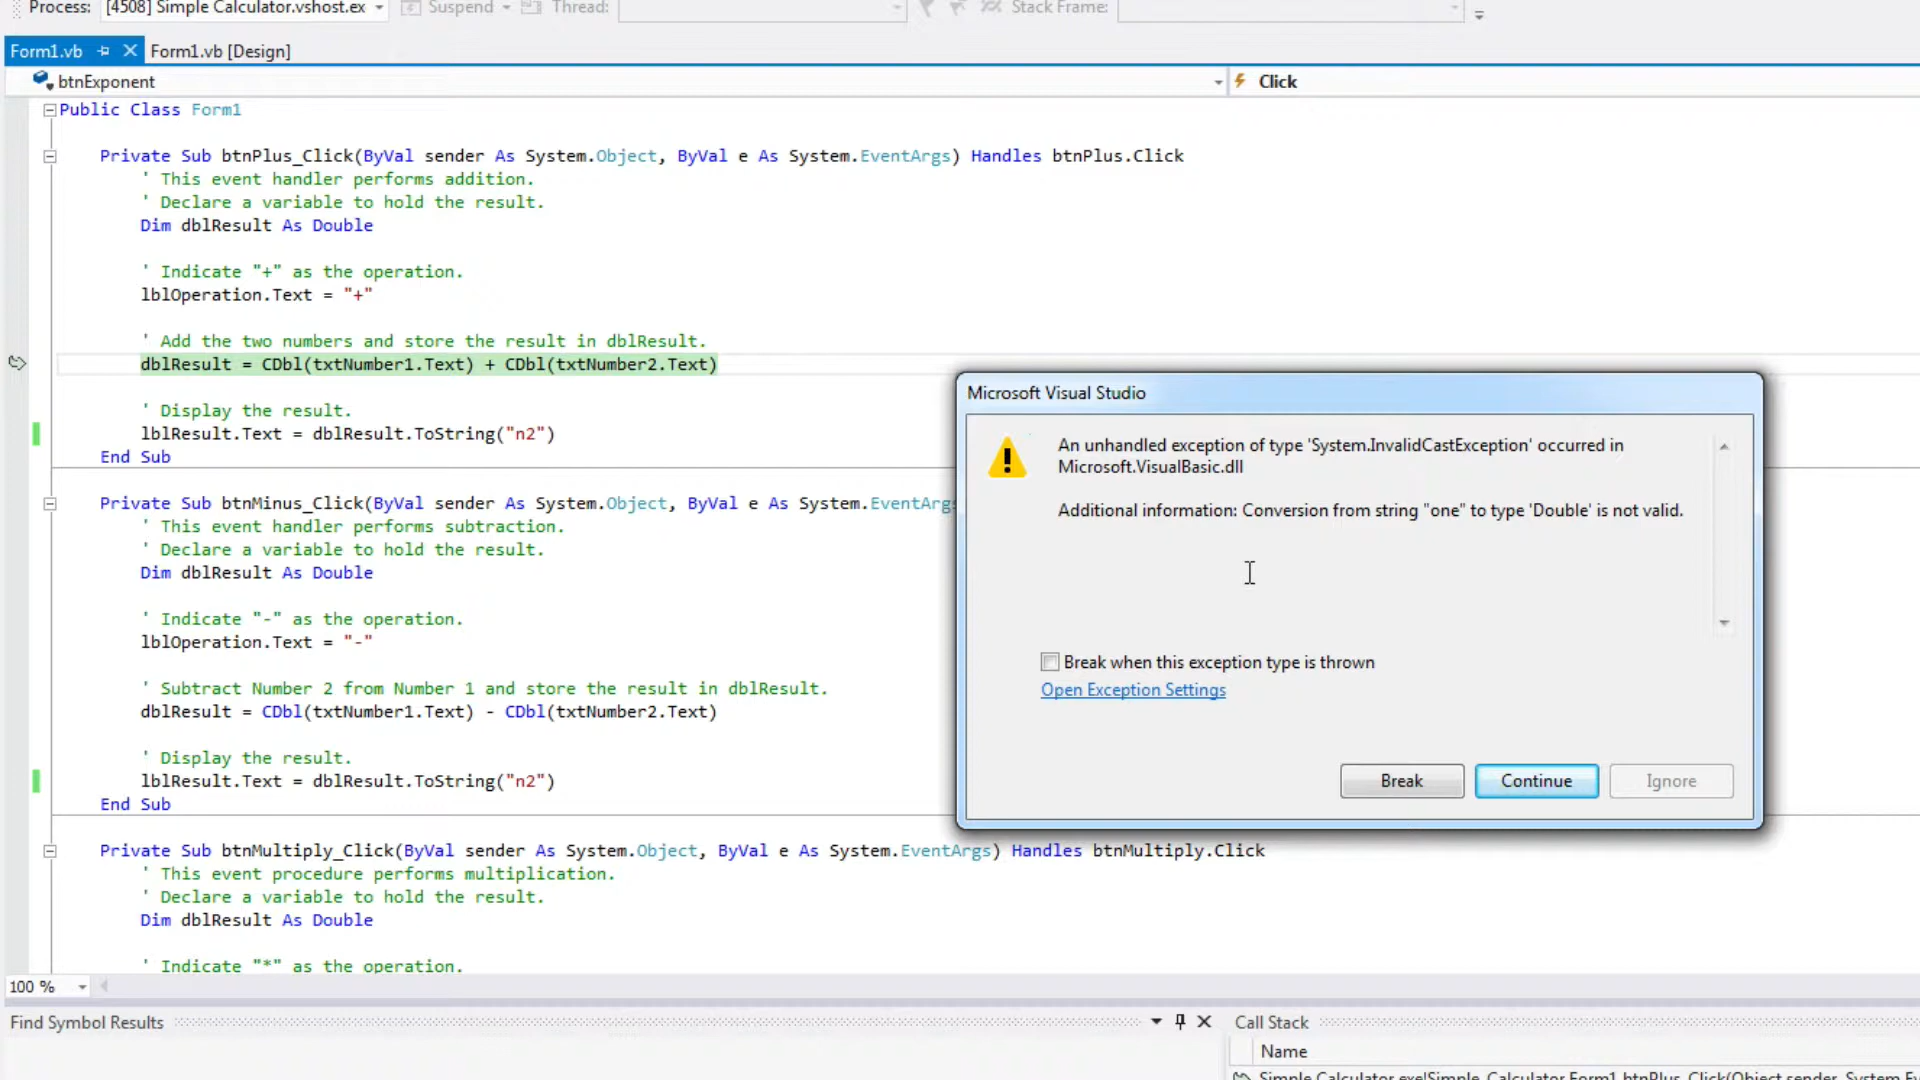 Process: [4508] Simple Calculator.vshost.ex Suspend Thread: Stack Frame:
Form1.vb Form1.vb [Design]
btnExponent Click
Public Class Form1
Private Sub btnPlus_Click(ByVal sender As System.Object, ByVal e As System.EventArgs) Handles btnPlus.Click
' This event handler performs addition.
' Declare a variable to hold the result.
Dim dblResult As Double
' Indicate "+" as the operation.
lblOperation.Text = "+"
' Add the two numbers and store the result in dblResult.
dblResult = CDbl(txtNumber1.Text) + CDbl(txtNumber2.Text)
' Display the result.
lblResult.Text = dblResult.ToString("n2")
End Sub
Private Sub btnMinus_Click(ByVal sender As System.Object, ByVal e As System.EventArgs
' This event handler performs subtraction.
' Declare a variable to hold the result.
Dim dblResult As Double
' Indicate "-" as the operation.
lblOperation.Text = "-"
' Subtract Number 2 from Number 1 and store the result in dblResult.
dblResult = CDbl(txtNumber1.Text) - CDbl(txtNumber2.Text)
' Display the result.
lblResult.Text = dblResult.ToString("n2")
End Sub
Private Sub btnMultiply_Click(ByVal sender As System.Object, ByVal e As System.EventArgs) Handles btnMultiply.Click
' This event procedure performs multiplication.
' Declare a variable to hold the result.
Dim dblResult As Double
' Indicate "*" as the operation.
Microsoft Visual Studio
An unhandled exception of type 'System.InvalidCastException' occurred in
Microsoft.VisualBasic.dll
Additional information: Conversion from string "one" to type 'Double' is not valid.
Break when this exception type is thrown
Open Exception Settings
Break Continue Ignore
100 %
Find Symbol Results
Call Stack
Name
Simple Calculator.exe!Simple_Calculator.Form1.btnPlus_Click(Object sender, System.Ev